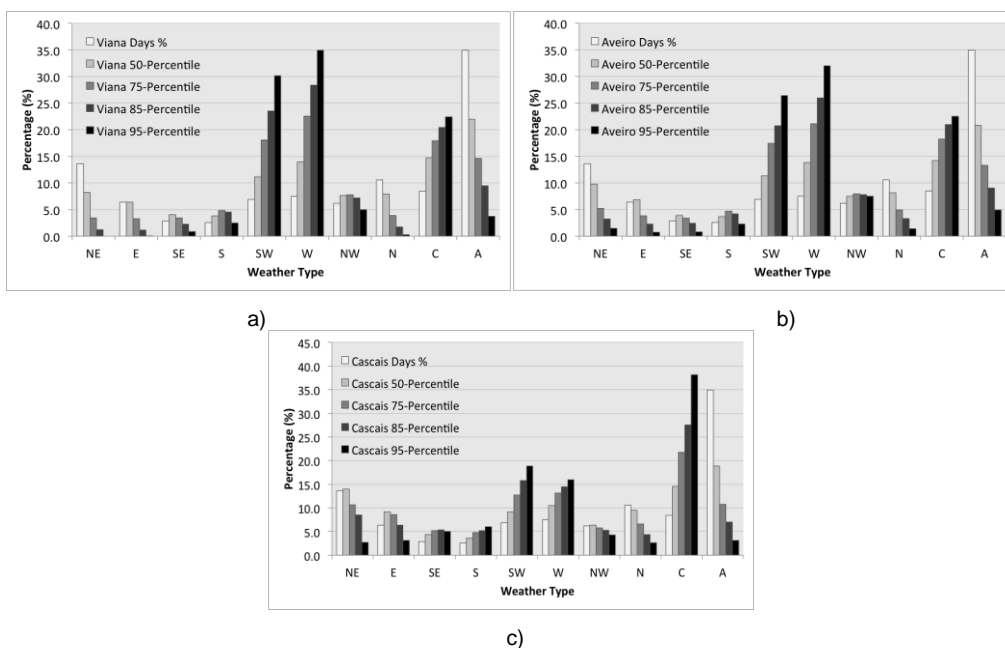 40.0
35.0
30.0
25.0
20.0
15.0
10.0
5.0
0.0
Percentage (%)
Viana Days %
Viana 50-Percentile
Viana 75-Percentile
Viana 85-Percentile
Viana 95-Percentile
NE E SE S SW W NW N C A
Weather Type
a)
40.0
35.0
30.0
25.0
20.0
15.0
10.0
5.0
0.0
Percentage (%)
Aveiro Days %
Aveiro 50-Percentile
Aveiro 75-Percentile
Aveiro 85-Percentile
Aveiro 95-Percentile
NE E SE S SW W NW N C A
Weather Type
b)
45.0
40.0
35.0
30.0
25.0
20.0
15.0
10.0
5.0
0.0
Percentage (%)
Cascais Days %
Cascais 50-Percentile
Cascais 75-Percentile
Cascais 85-Percentile
Cascais 95-Percentile
NE E SE S SW W NW N C A
Weather Type
c)